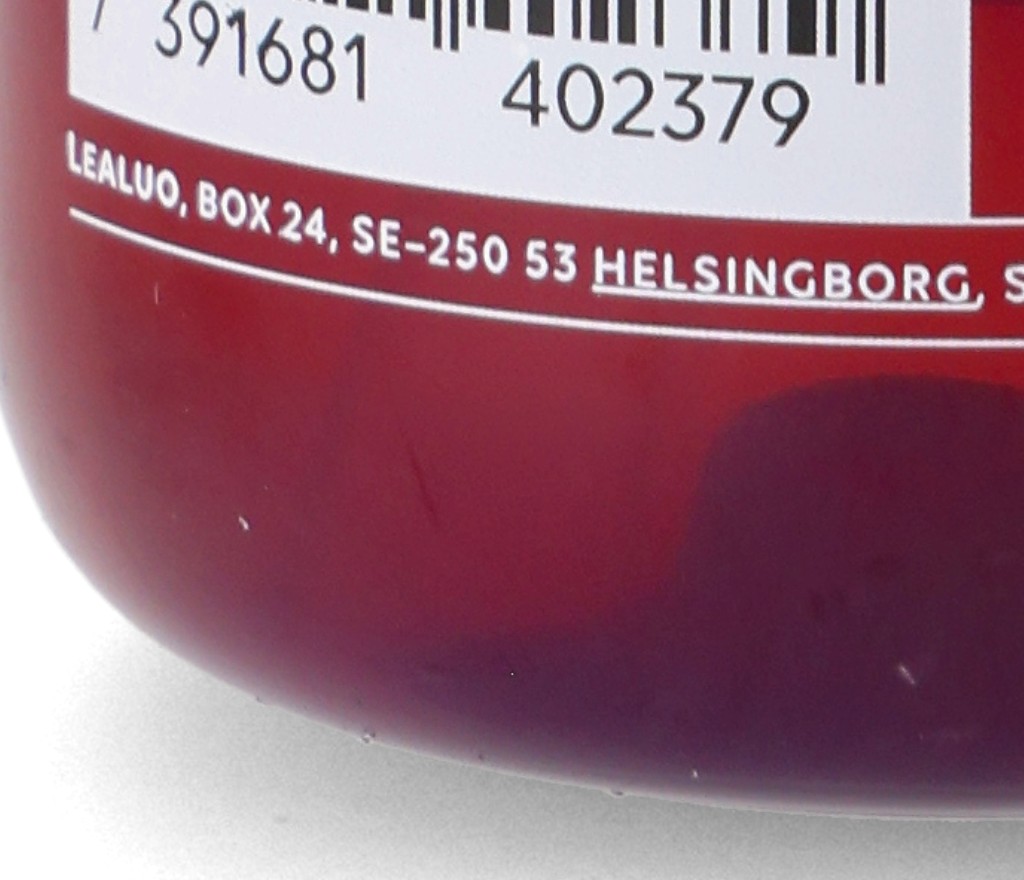 7 391681 402379
LEALUO, BOX 24, SE-250 53 HELSINGBORG, S